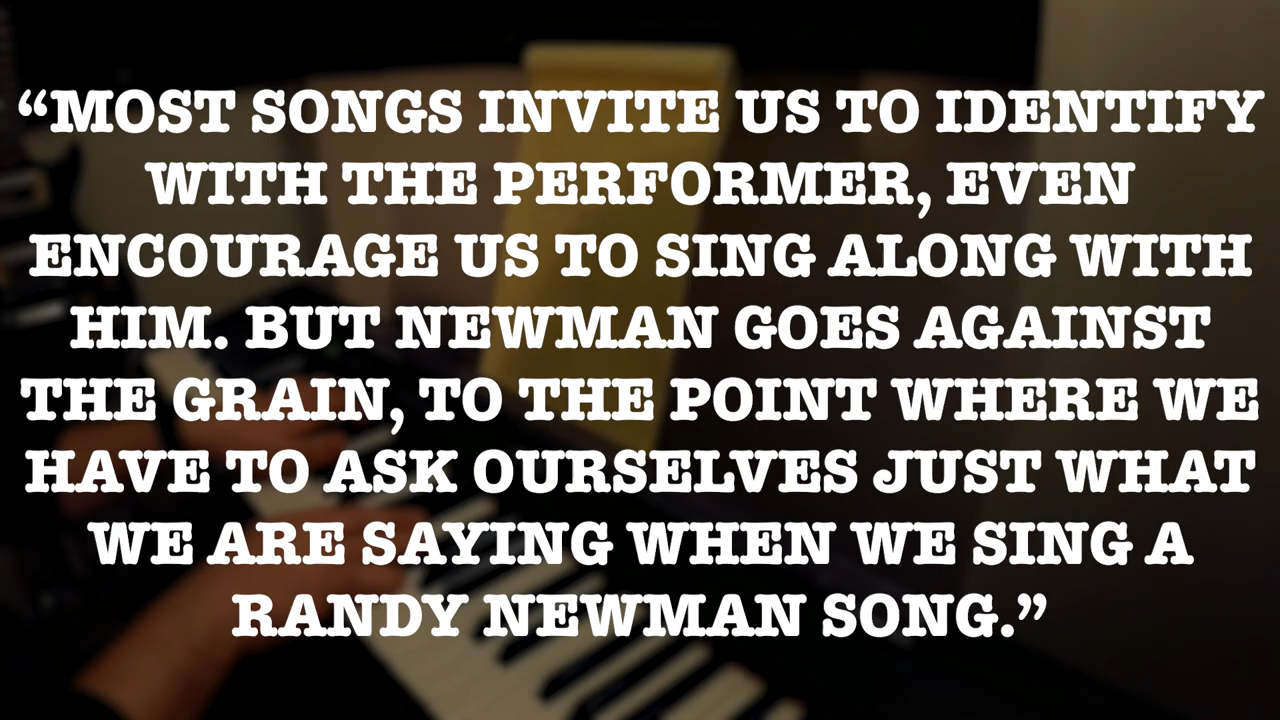 “MOST SONGS INVITE US TO IDENTIFY
WITH THE PERFORMER, EVEN
ENCOURAGE US TO SING ALONG WITH
HIM. BUT NEWMAN GOES AGAINST
THE GRAIN, TO THE POINT WHERE WE
HAVE TO ASK OURSELVES JUST WHAT
WE ARE SAYING WHEN WE SING A
RANDY NEWMAN SONG.”